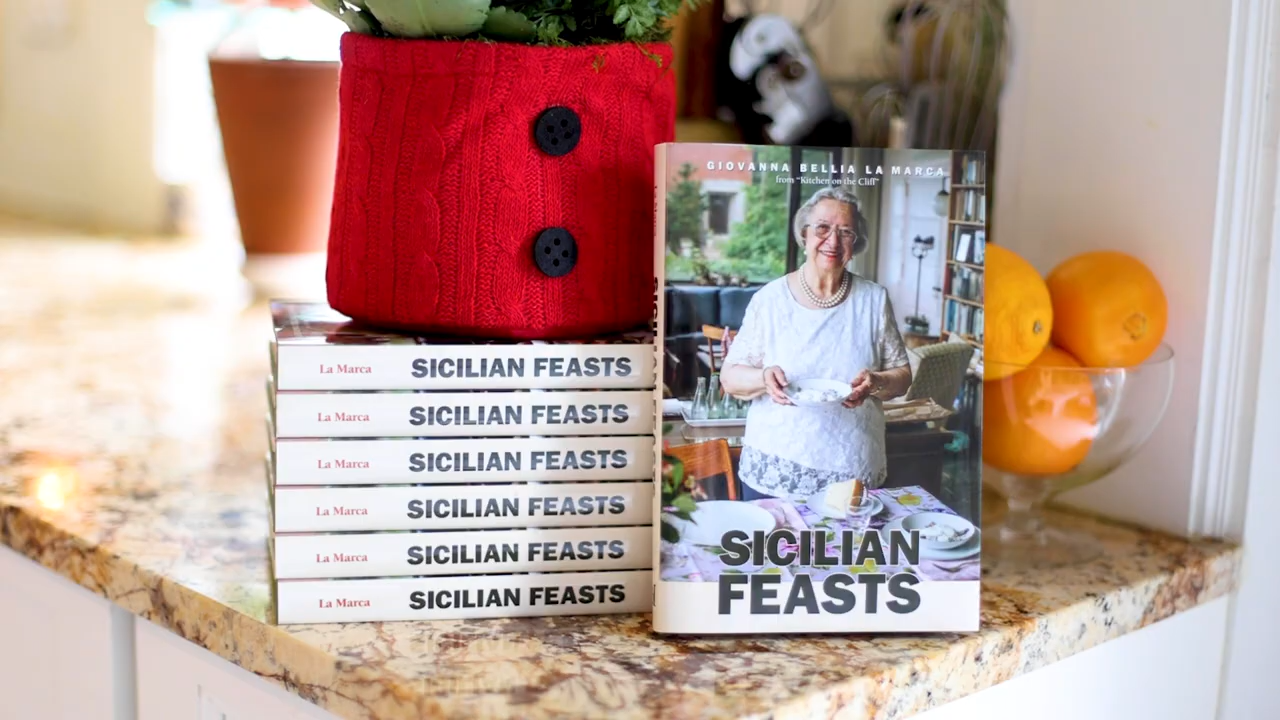 La Marca SICILIAN FEASTS
La Marca SICILIAN FEASTS
La Marca SICILIAN FEASTS
La Marca SICILIAN FEASTS
La Marca SICILIAN FEASTS
La Marca SICILIAN FEASTS
GIOVANNA BELLIA LA MARCA
from "Kitchen on the Cliff"
SICILIAN
FEASTS